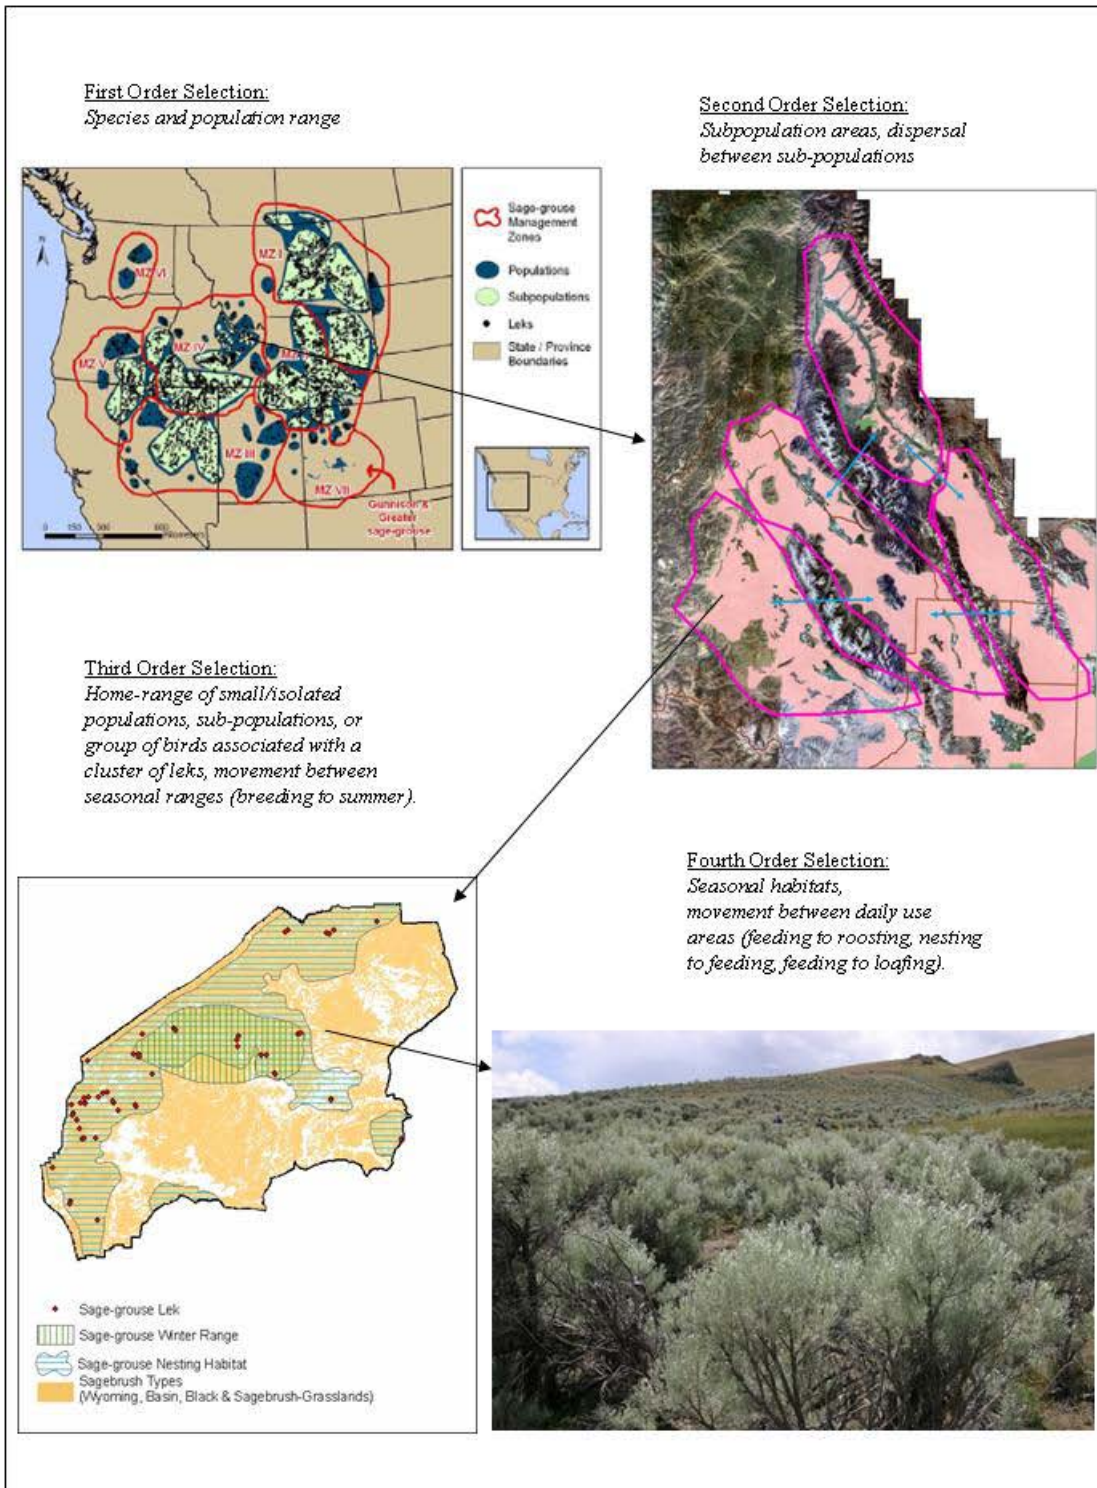 First Order Selection:
Species and population range
Second Order Selection:
Subpopulation areas, dispersal
between sub-populations
N
MZ I
MZ VI
MZ IV
MZ V
MZ III
MZ VII
Gunnison &
Greater
sage-grouse
0 150 300 600
Kilometers
Sage-grouse
Management
Zones
Populations
Subpopulations
Leks
State / Province
Boundaries
Third Order Selection:
Home-range of small/isolated
populations, sub-populations, or
group of birds associated with a
cluster of leks, movement between
seasonal ranges (breeding to summer).
Fourth Order Selection:
Seasonal habitats,
movement between daily use
areas (feeding to roosting, nesting
to feeding, feeding to loafing).
Sage-grouse Lek
Sage-grouse Winter Range
Sage-grouse Nesting Habitat
Sagebrush Types
(Wyoming, Basin, Black & Sagebrush-Grasslands)